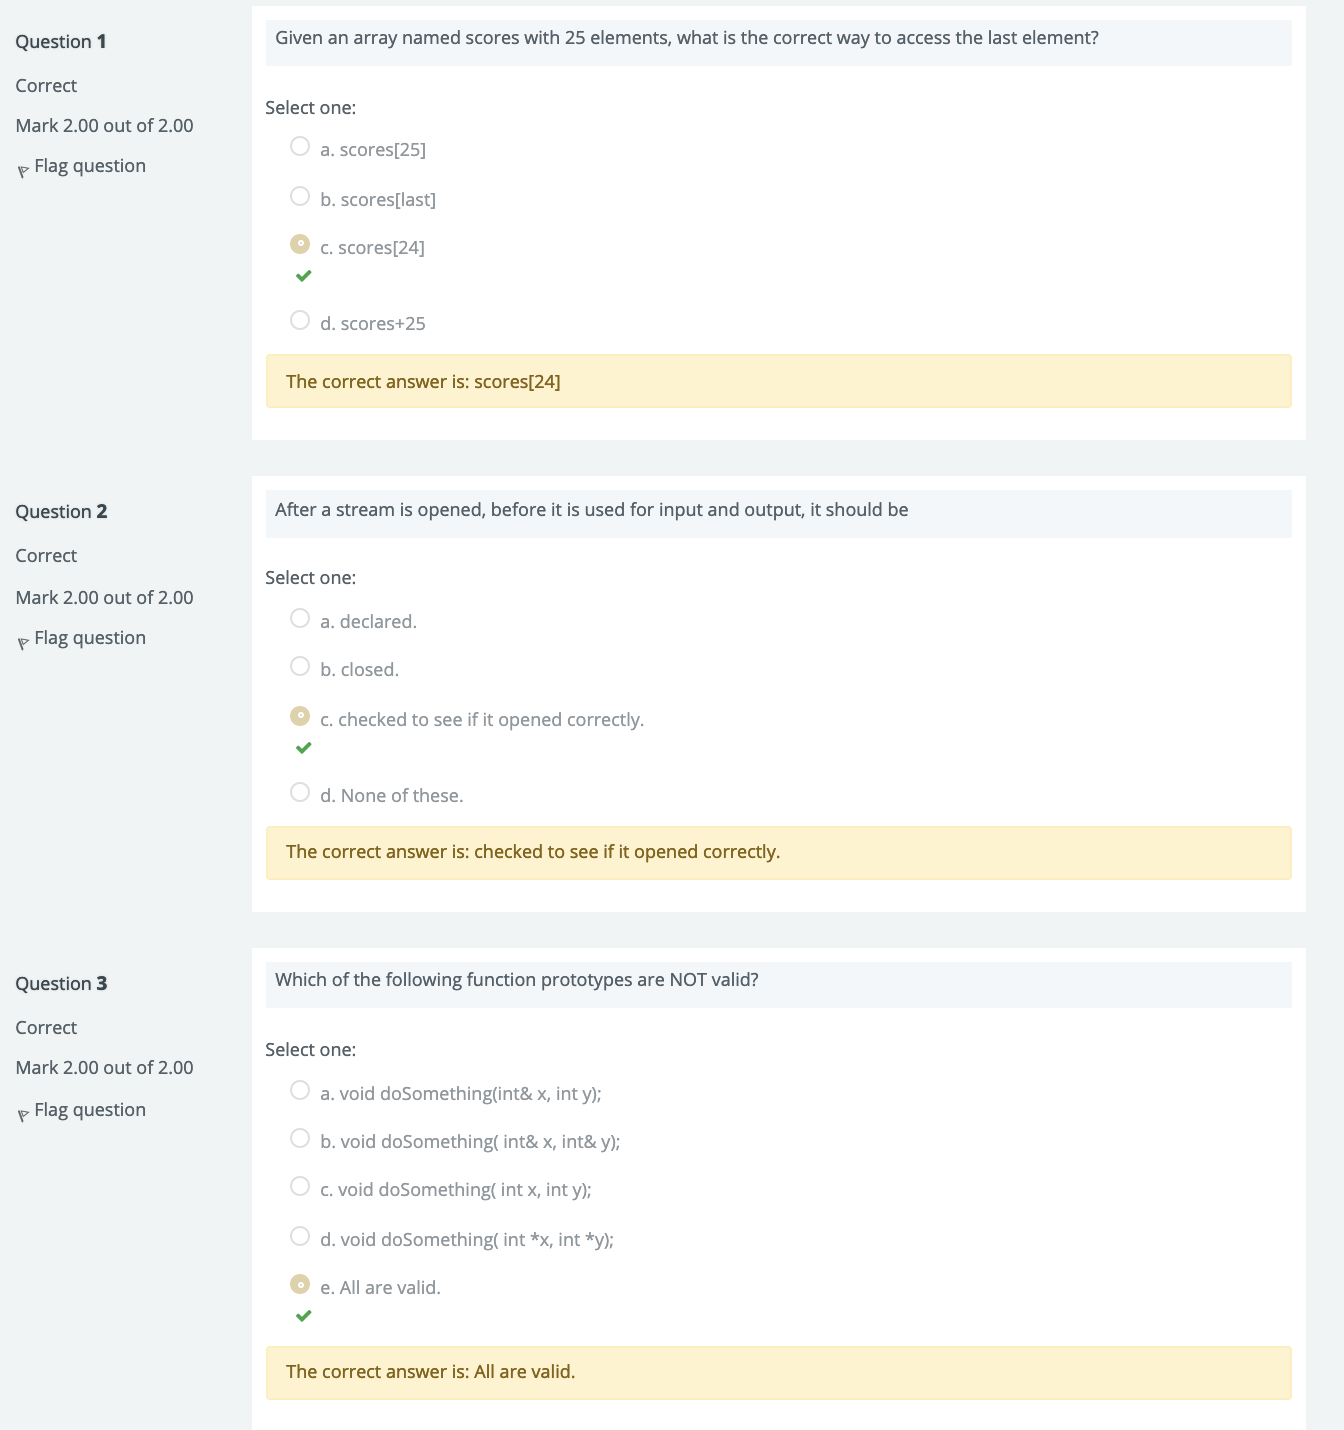 Question 1
Correct
Mark 2.00 out of 2.00
Flag question
Given an array named scores with 25 elements, what is the correct way to access the last element?
Select one:
a. scores[25]
b. scores[last]
c. scores[24]
d. scores+25
The correct answer is: scores[24]
Question 2
Correct
Mark 2.00 out of 2.00
Flag question
After a stream is opened, before it is used for input and output, it should be
Select one:
a. declared.
b. closed.
c. checked to see if it opened correctly.
d. None of these.
The correct answer is: checked to see if it opened correctly.
Question 3
Correct
Mark 2.00 out of 2.00
Flag question
Which of the following function prototypes are NOT valid?
Select one:
a. void doSomething(int& x, int y);
b. void doSomething( int& x, int& y);
c. void doSomething( int x, int y);
d. void doSomething( int *x, int *y);
e. All are valid.
The correct answer is: All are valid.